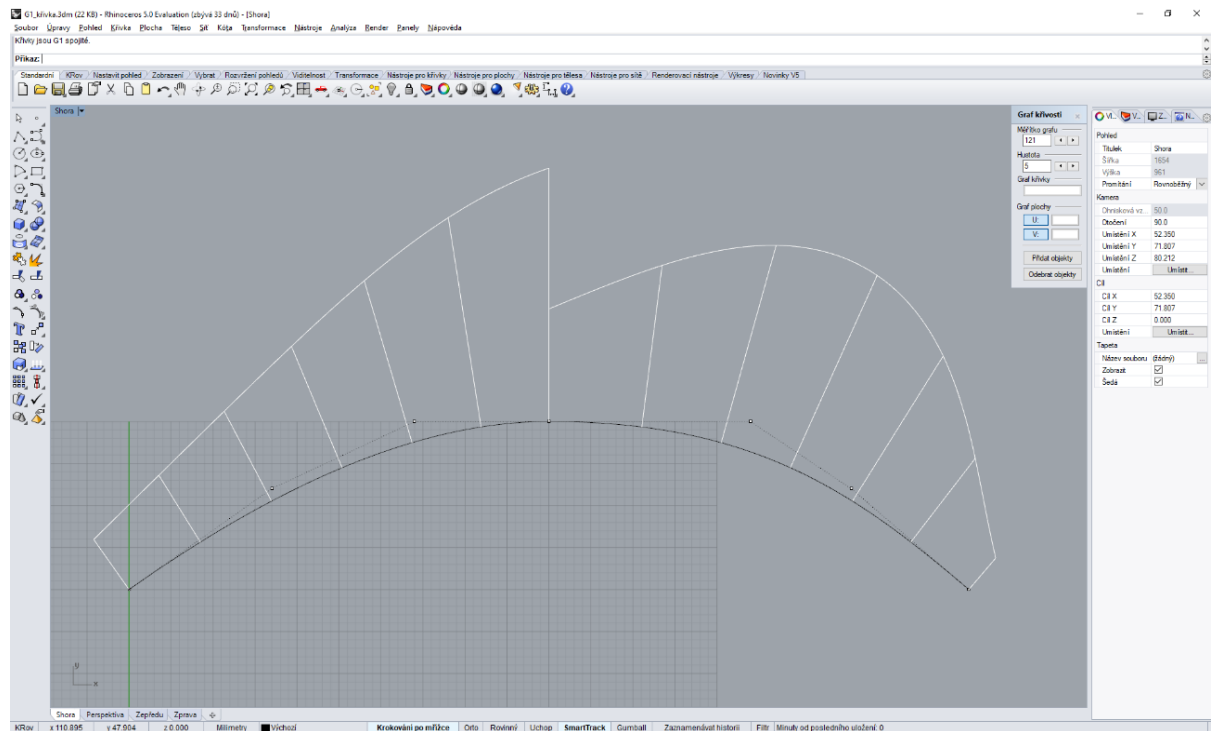 G1_křivka.3dm (22 KB) - Rhinoceros 5.0 Evaluation (zbývá 33 dnů) - [Shora]
Soubor Úpravy Pohled Křivka Plocha Těleso Síť Kóta Transformace Nástroje Analýza Render Panely Nápověda
Křivky jsou G1 spojité.
Příkaz:
Standardní KRov Nastavit pohled Zobrazení Vybrat Rozvržení pohledů Viditelnost Transformace Nástroje pro křivky Nástroje pro plochy Nástroje pro tělesa Nástroje pro sítě Renderovací nástroje Výkresy Novinky V5
Shora
Graf křivosti
Měřítko grafu
121
Hustota
5
Graf křivky
Graf plochy
U:
V:
Přidat objekty
Odebrat objekty
Vl.. V.. Z... N..
Pohled
Titulek Shora
Šířka 1654
Výška 961
Promítání Rovnoběžný
Kamera
Ohnisková vz... 50.0
Otočení 90.0
Umístění X 52.350
Umístění Y 71.807
Umístění Z 80.212
Umístění Umístit...
Cíl
Cíl X 52.350
Cíl Y 71.807
Cíl Z 0.000
Umístění Umístit...
Tapeta
Název souboru (žádný) ...
Zobrazit
Šedá
y
x
Shora Perspektiva Zepředu Zprava
KRov x 110.895 y 47.904 z 0.000 Milimetry Výchozí Krokování po mřížce Orto Rovinný Uchop SmartTrack Gumball Zaznamenávat historii Filtr Minuty od posledního uložení: 0